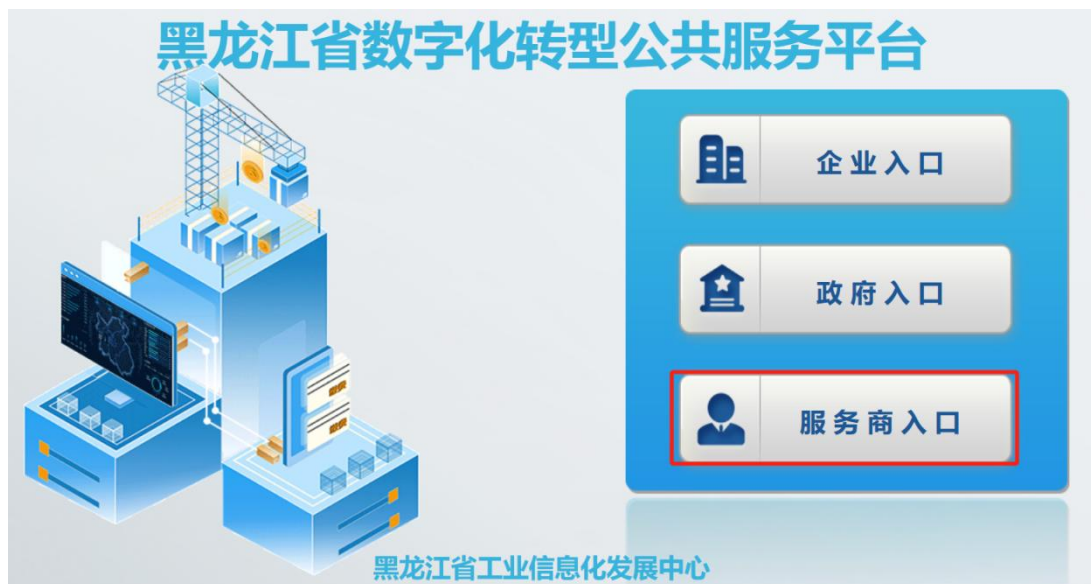 黑龙江省数字化转型公共服务平台
企业入口
政府入口
服务商入口
黑龙江省工业信息化发展中心